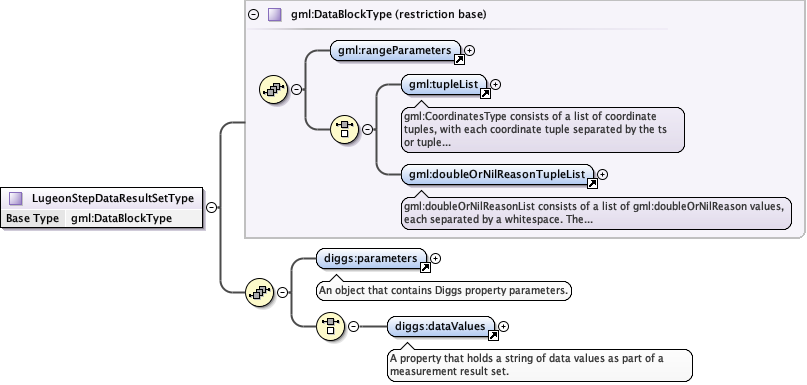 gml:DataBlockType (restriction base)
gml:rangeParameters
gml:tupleList
gml:CoordinatesType consists of a list of coordinate
tuples, with each coordinate tuple separated by the ts
or tuple...
gml:doubleOrNilReasonTupleList
gml:doubleOrNilReasonList consists of a list of gml:doubleOrNilReason values,
each separated by a whitespace. The...
LugeonStepDataResultSetType
Base Type gml:DataBlockType
diggs:parameters
An object that contains Diggs property parameters.
diggs:dataValues
A property that holds a string of data values as part of a
measurement result set.